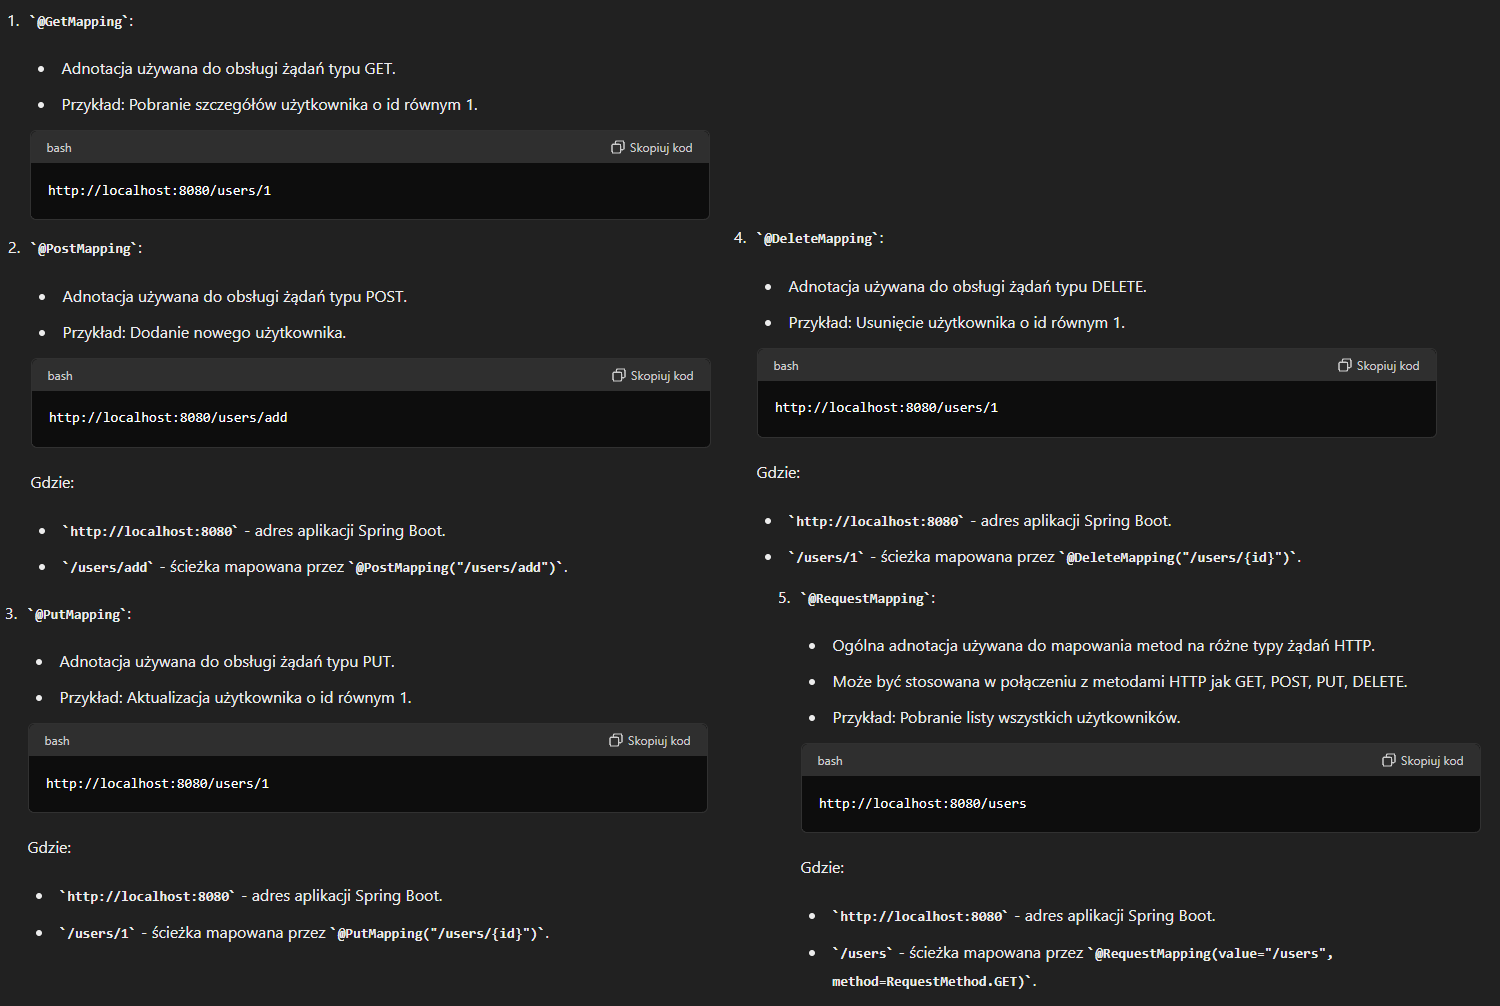 1. `@GetMapping`:
• Adnotacja używana do obsługi żądań typu GET.
• Przykład: Pobranie szczegółów użytkownika o id równym 1.
bash
Skopiuj kod
http://localhost:8080/users/1
2. `@PostMapping`:
• Adnotacja używana do obsługi żądań typu POST.
• Przykład: Dodanie nowego użytkownika.
bash
Skopiuj kod
http://localhost:8080/users/add
Gdzie:
• `http://localhost:8080` - adres aplikacji Spring Boot.
• `/users/add` - ścieżka mapowana przez `@PostMapping("/users/add")`.
3. `@PutMapping`:
• Adnotacja używana do obsługi żądań typu PUT.
• Przykład: Aktualizacja użytkownika o id równym 1.
bash
Skopiuj kod
http://localhost:8080/users/1
Gdzie:
• `http://localhost:8080` - adres aplikacji Spring Boot.
• `/users/1` - ścieżka mapowana przez `@PutMapping("/users/{id}")`.
4. `@DeleteMapping`:
• Adnotacja używana do obsługi żądań typu DELETE.
• Przykład: Usunięcie użytkownika o id równym 1.
bash
Skopiuj kod
http://localhost:8080/users/1
Gdzie:
• `http://localhost:8080` - adres aplikacji Spring Boot.
• `/users/1` - ścieżka mapowana przez `@DeleteMapping("/users/{id}")`.
5. `@RequestMapping`:
• Ogólna adnotacja używana do mapowania metod na różne typy żądań HTTP.
• Może być stosowana w połączeniu z metodami HTTP jak GET, POST, PUT, DELETE.
• Przykład: Pobranie listy wszystkich użytkowników.
bash
Skopiuj kod
http://localhost:8080/users
Gdzie:
• `http://localhost:8080` - adres aplikacji Spring Boot.
• `/users` - ścieżka mapowana przez `@RequestMapping(value="/users",
method=RequestMethod.GET)`.